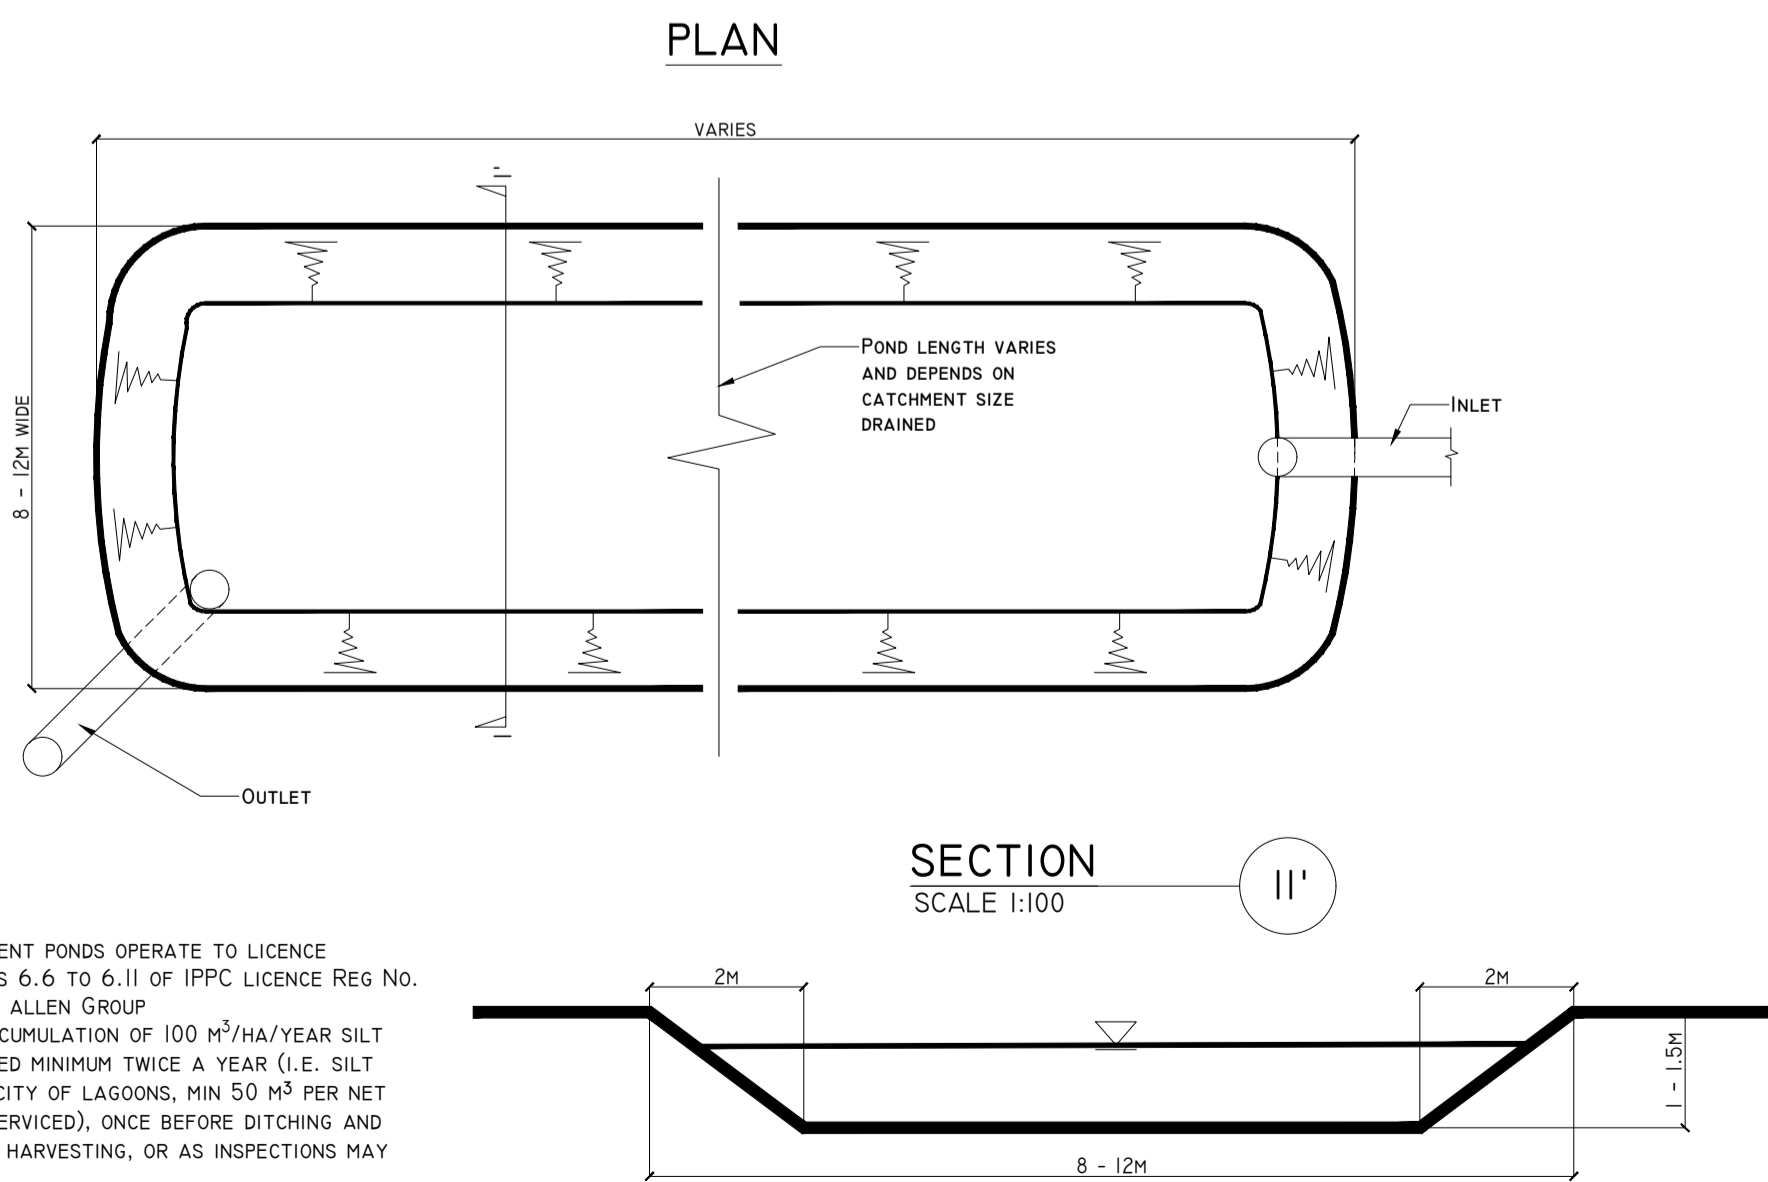 PLAN
VARIES
I'
8 - 12M WIDE
POND LENGTH VARIES
AND DEPENDS ON
CATCHMENT SIZE
DRAINED
INLET
I
OUTLET
SECTION
SCALE 1:100
II'
ENT PONDS OPERATE TO LICENCE
S 6.6 TO 6.11 OF IPPC LICENCE REG NO.
ALLEN GROUP
CUMULATION OF 100 M³/HA/YEAR SILT
ED MINIMUM TWICE A YEAR (I.E. SILT
CITY OF LAGOONS, MIN 50 M³ PER NET
ERVICED), ONCE BEFORE DITCHING AND
HARVESTING, OR AS INSPECTIONS MAY
2M
2M
1 - 1.5M
8 - 12M